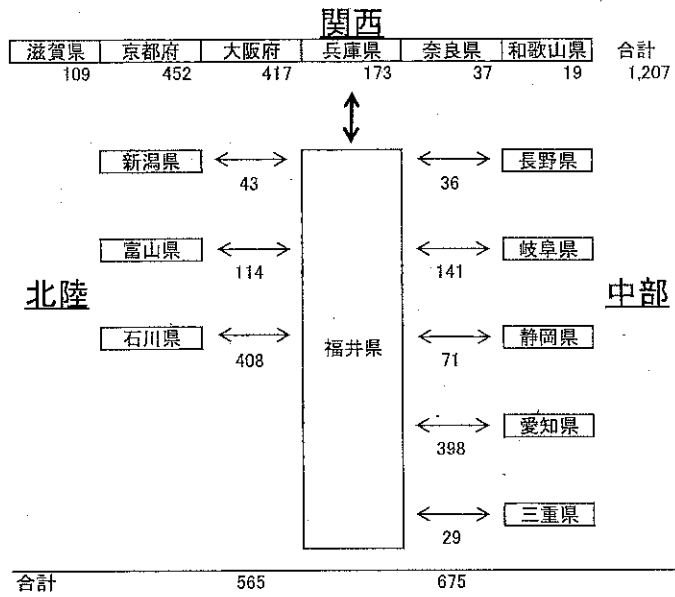 関西
滋賀県 京都府 大阪府 兵庫県 奈良県 和歌山県 合計
109 452 417 173 37 19 1,207
新潟県 長野県
43 36
富山県 岐阜県
114 141
北陸 中部
石川県 福井県 静岡県
408 71
愛知県
398
三重県
29
合計 565 675